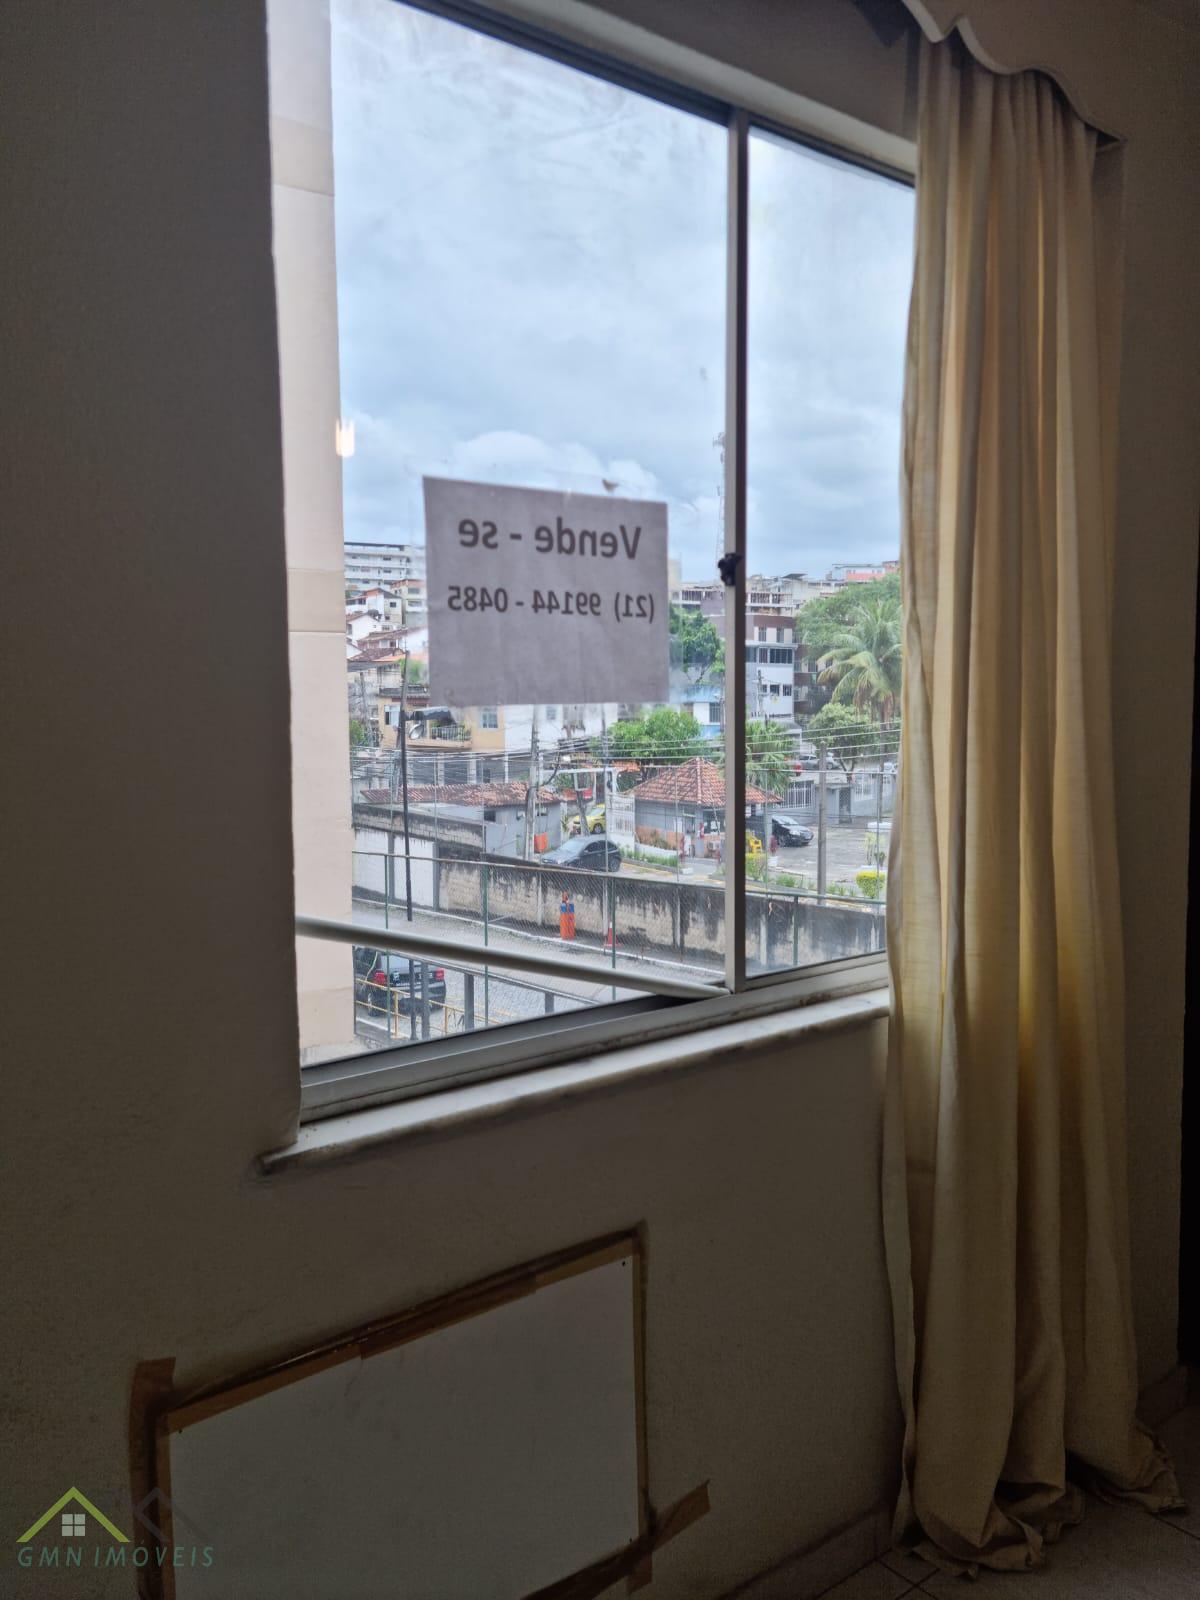 Vende - se
(21) 99144 - 0485
GMN IMOVEIS